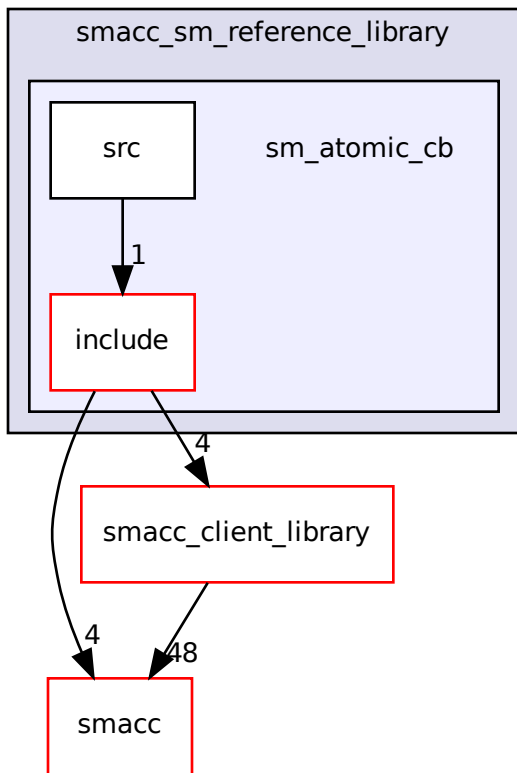 smacc_sm_reference_library
src
sm_atomic_cb
1
include
4
smacc_client_library
4
48
smacc